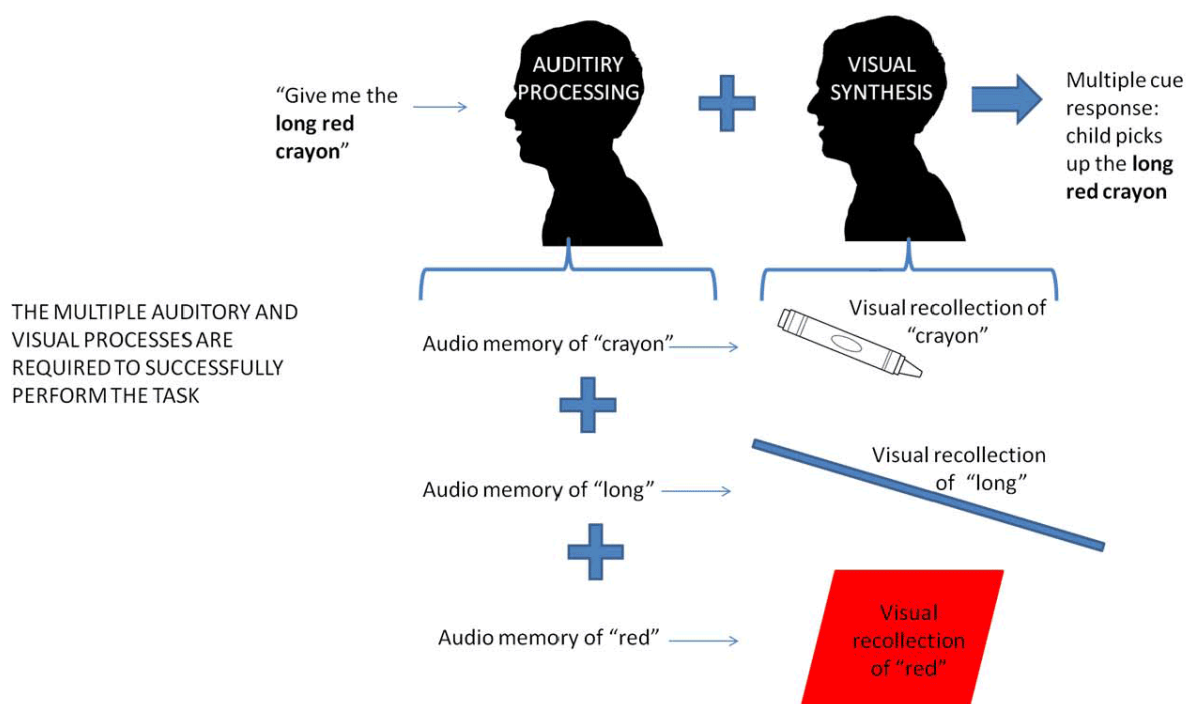 “Give me the
long red
crayon”
AUDITIRY
PROCESSING
VISUAL
SYNTHESIS
Multiple cue
response:
child picks
up the long
red crayon
THE MULTIPLE AUDITORY AND
VISUAL PROCESSES ARE
REQUIRED TO SUCCESSFULLY
PERFORM THE TASK
Audio memory of “crayon”
Visual recollection of
“crayon”
Audio memory of “long”
Visual recollection
of “long”
Audio memory of “red”
Visual
recollection
of “red”